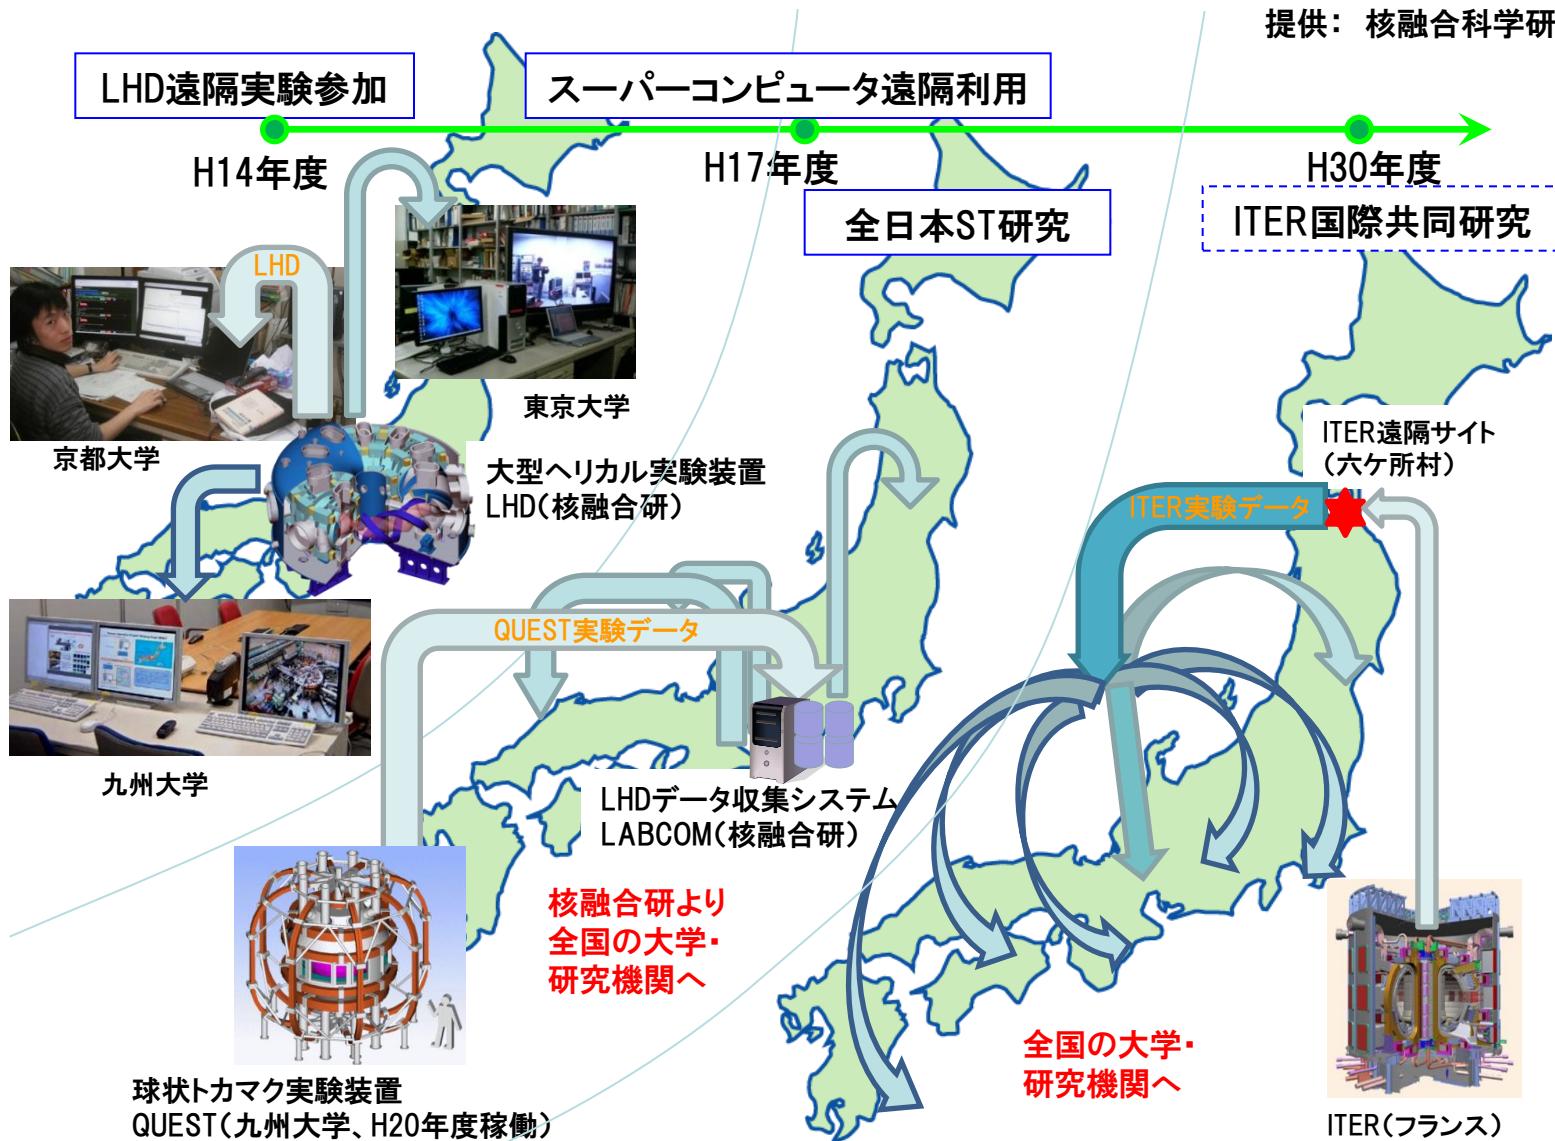 提供： 核融合科学研
LHD遠隔実験参加
スーパーコンピュータ遠隔利用
H14年度
H17年度
H30年度
全日本ST研究
ITER国際共同研究
LHD
東京大学
京都大学
大型ヘリカル実験装置
LHD（核融合研）
ITER遠隔サイト
（六ケ所村）
ITER実験データ
QUEST実験データ
九州大学
LHDデータ収集システム
LABCOM（核融合研）
核融合研より
全国の大学・
研究機関へ
全国の大学・
研究機関へ
球状トカマク実験装置
QUEST（九州大学、H20年度稼働）
ITER（フランス）